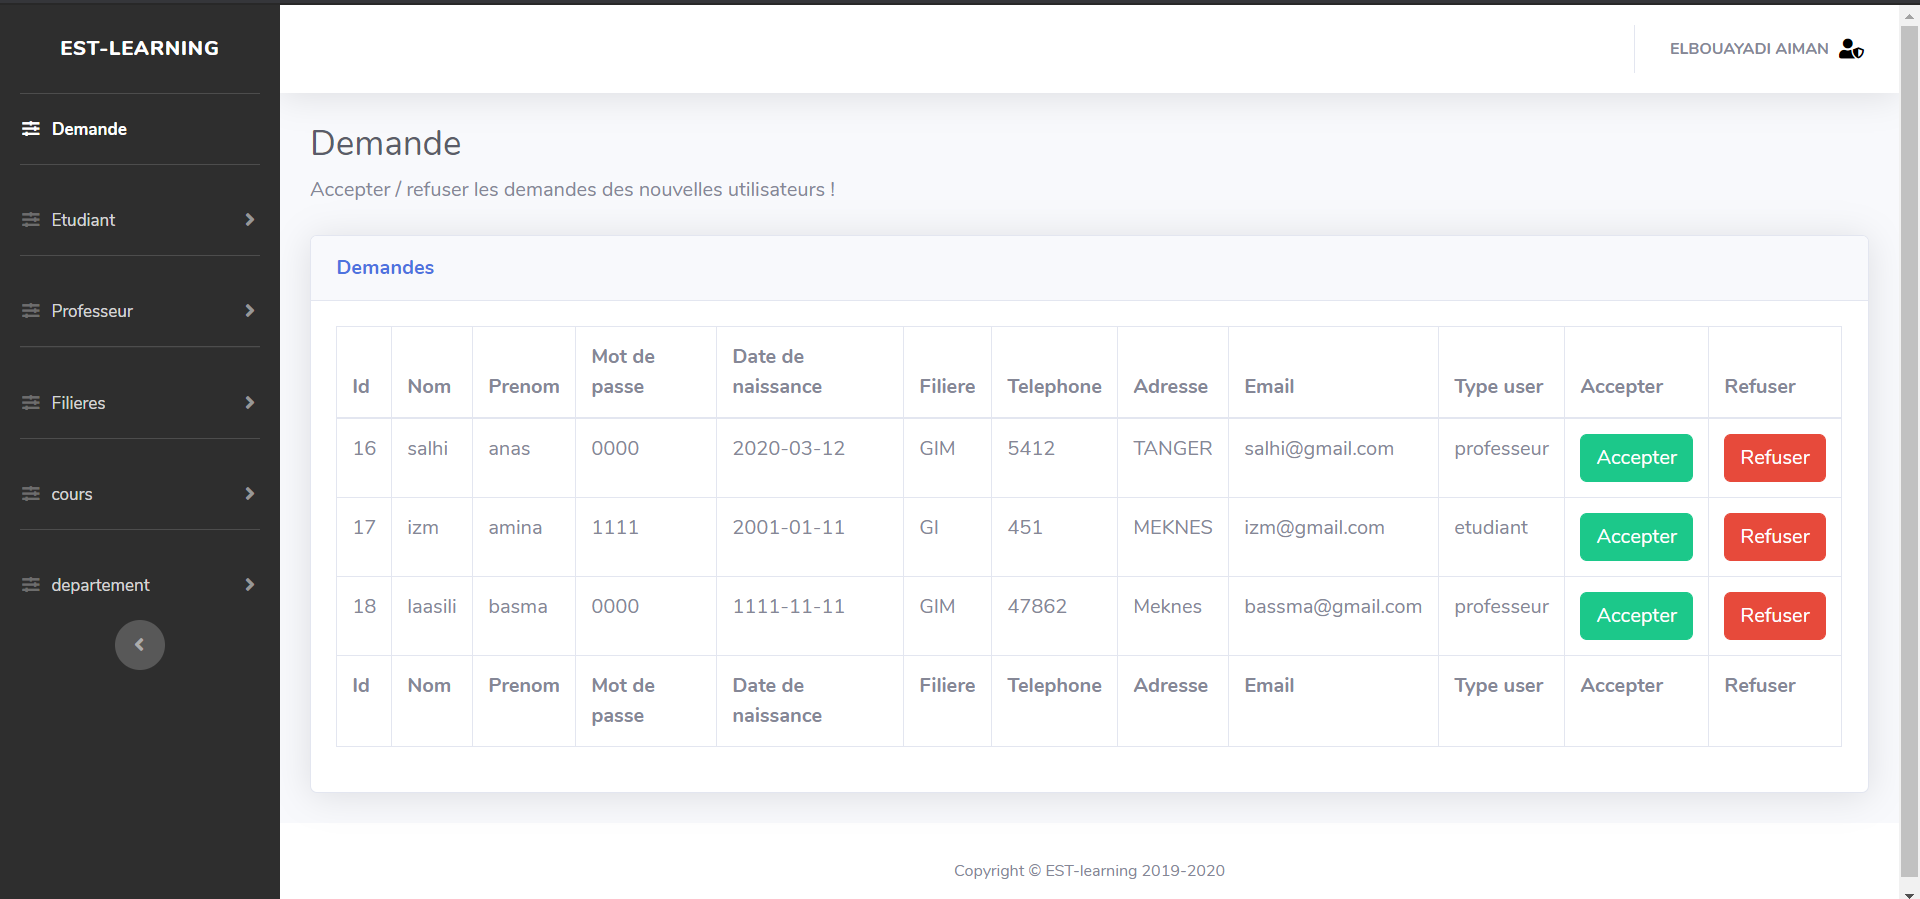 EST-LEARNING
ELBOUAYADI AIMAN
Demande
Etudiant
Professeur
Filieres
cours
departement
Demande
Accepter / refuser les demandes des nouvelles utilisateurs !
Demandes
Id Nom Prenom Mot de passe Date de naissance Filiere Telephone Adresse Email Type user Accepter Refuser
16 salhi anas 0000 2020-03-12 GIM 5412 TANGER salhi@gmail.com professeur Accepter Refuser
17 izm amina 1111 2001-01-11 GI 451 MEKNES izm@gmail.com etudiant Accepter Refuser
18 laasili basma 0000 1111-11-11 GIM 47862 Meknes bassma@gmail.com professeur Accepter Refuser
Id Nom Prenom Mot de passe Date de naissance Filiere Telephone Adresse Email Type user Accepter Refuser
Copyright © EST-learning 2019-2020